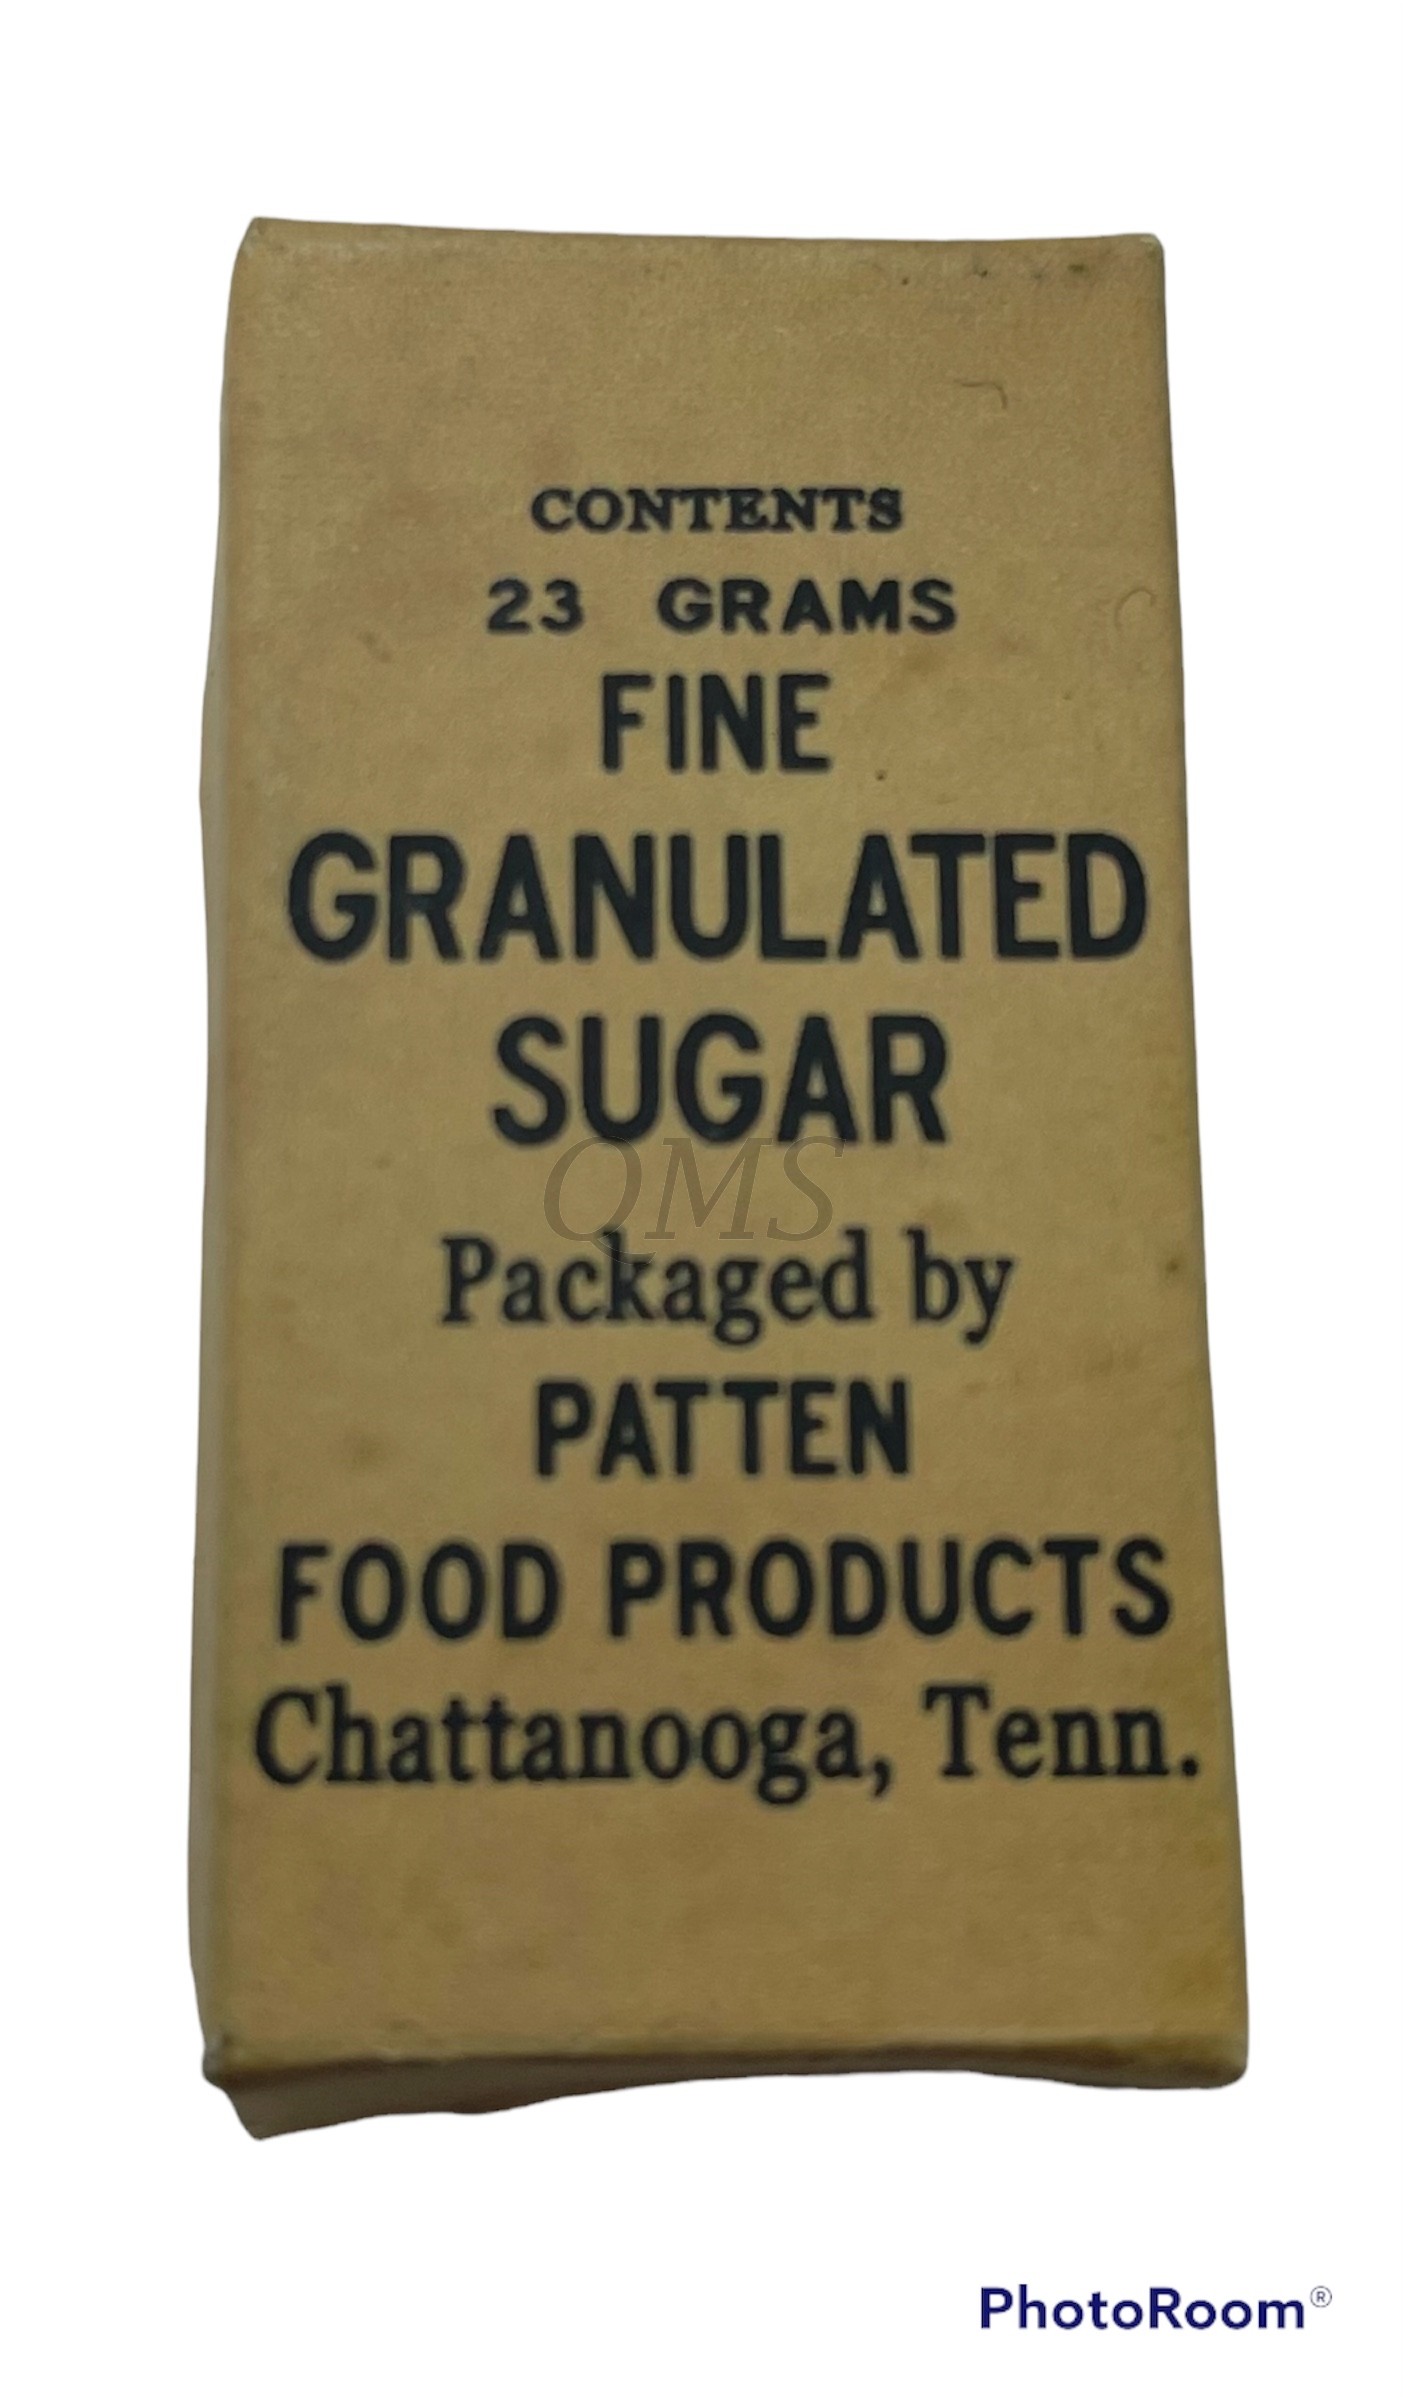 CONTENTS
23 GRAMS
FINE
GRANULATED
SUGAR
QMS
Packaged by
PATTEN
FOOD PRODUCTS
Chattanooga, Tenn.
PhotoRoom®